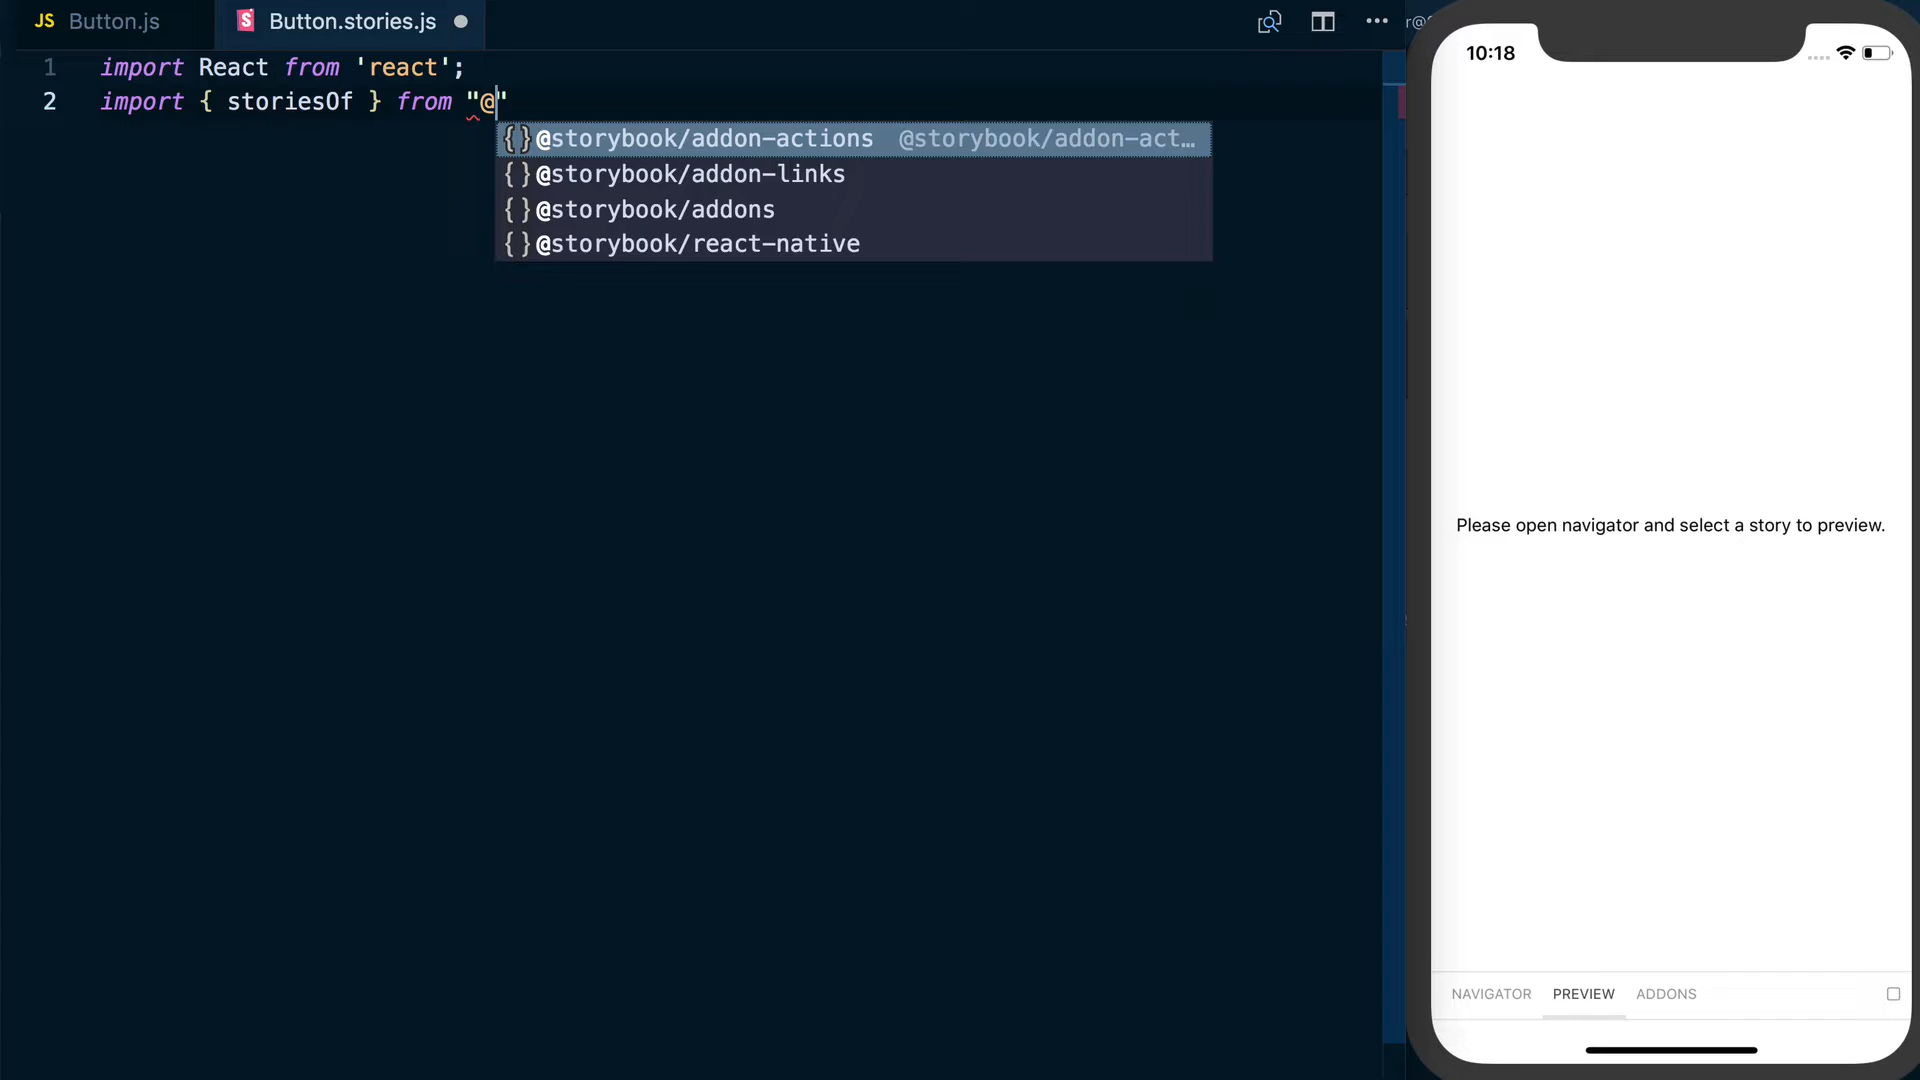 JS Button.js
Button.stories.js
r@
1 import React from 'react';
2 import { storiesOf } from "@"
{ } @storybook/addon-actions @storybook/addon-act…
{ } @storybook/addon-links
{ } @storybook/addons
{ } @storybook/react-native
10:18
Please open navigator and select a story to preview.
NAVIGATOR PREVIEW ADDONS